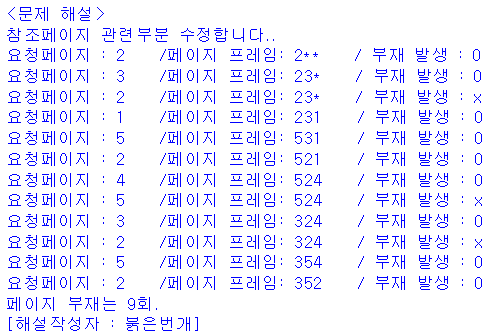 <문제 해설>
참조페이지 관련부분 수정합니다..
요청페이지 : 2 /페이지 프레임: 2** / 부재 발생 : O
요청페이지 : 3 /페이지 프레임: 23* / 부재 발생 : O
요청페이지 : 2 /페이지 프레임: 23* / 부재 발생 : x
요청페이지 : 1 /페이지 프레임: 231 / 부재 발생 : O
요청페이지 : 5 /페이지 프레임: 531 / 부재 발생 : O
요청페이지 : 2 /페이지 프레임: 521 / 부재 발생 : O
요청페이지 : 4 /페이지 프레임: 524 / 부재 발생 : O
요청페이지 : 5 /페이지 프레임: 524 / 부재 발생 : x
요청페이지 : 3 /페이지 프레임: 324 / 부재 발생 : O
요청페이지 : 2 /페이지 프레임: 324 / 부재 발생 : x
요청페이지 : 5 /페이지 프레임: 354 / 부재 발생 : O
요청페이지 : 2 /페이지 프레임: 352 / 부재 발생 : O
페이지 부재는 9회.
[해설작성자 : 붉은번개]